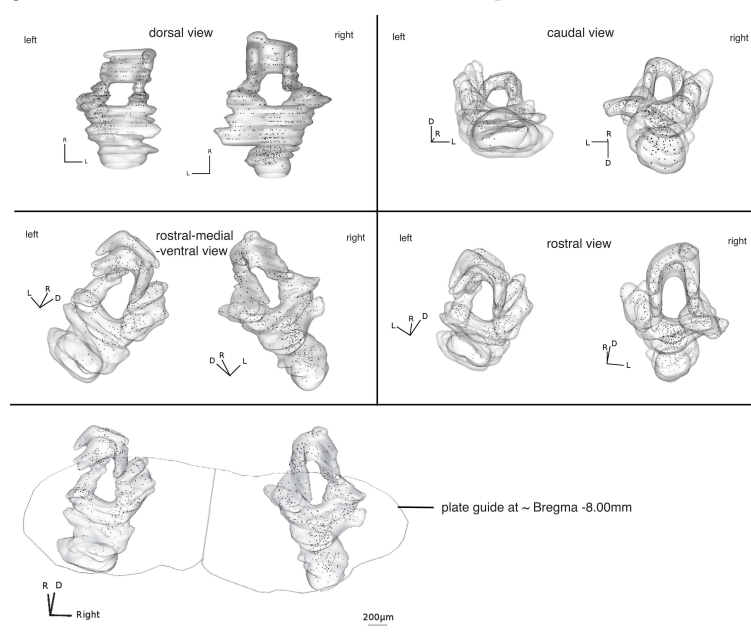 left
dorsal view
right
R
L
R
L
left
caudal view
right
D
R
L
R
L
D
left
rostral-medial
-ventral view
right
L R D
D R L
left
rostral view
right
L R D
R D
L
plate guide at ~ Bregma -8.00mm
R D
Right
200µm